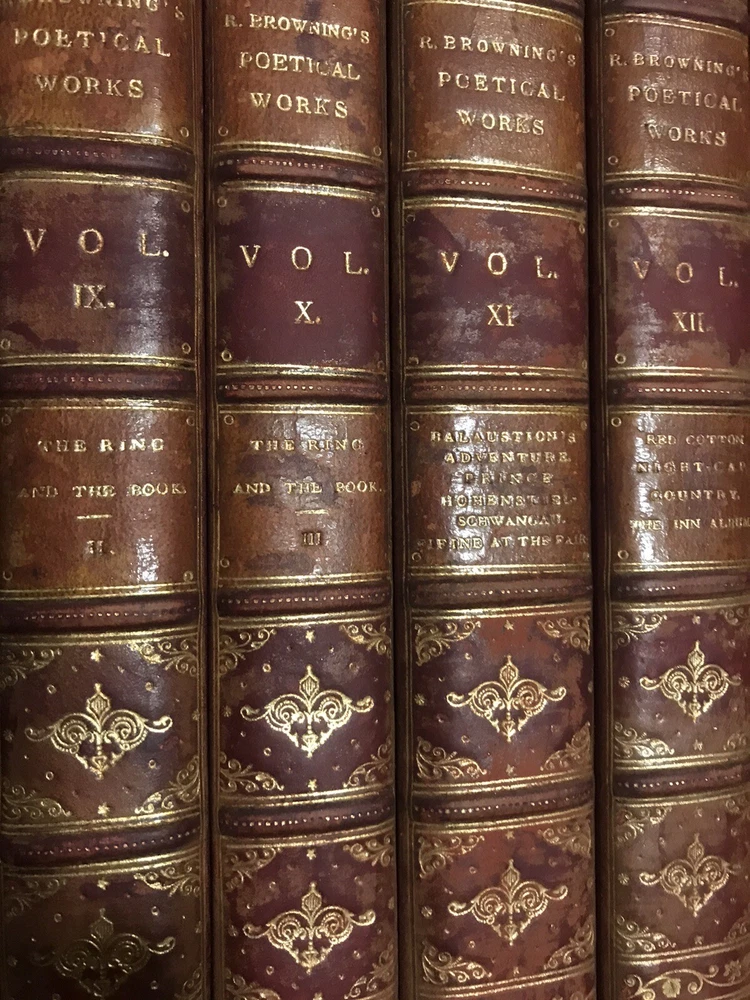 BROWNING'S
POETICAL
WORKS
VOL.
IX.
THE RING
AND THE BOOK.
II.
R. BROWNING'S
POETICAL
WORKS
VOL.
X.
THE RING
AND THE BOOK.
III
R. BROWNING'S
POETICAL
WORKS
VOL.
XI
BALAUSTION'S
ADVENTURE.
PRINCE
HOHENSTIEL-
SCHWANGAU.
FIFINE AT THE FAIR
R. BROWNING'
POETICAL
WORKS
VOL.
XII.
RED COTTON
NIGHT-CAP
COUNTRY.
THE INN ALBUM